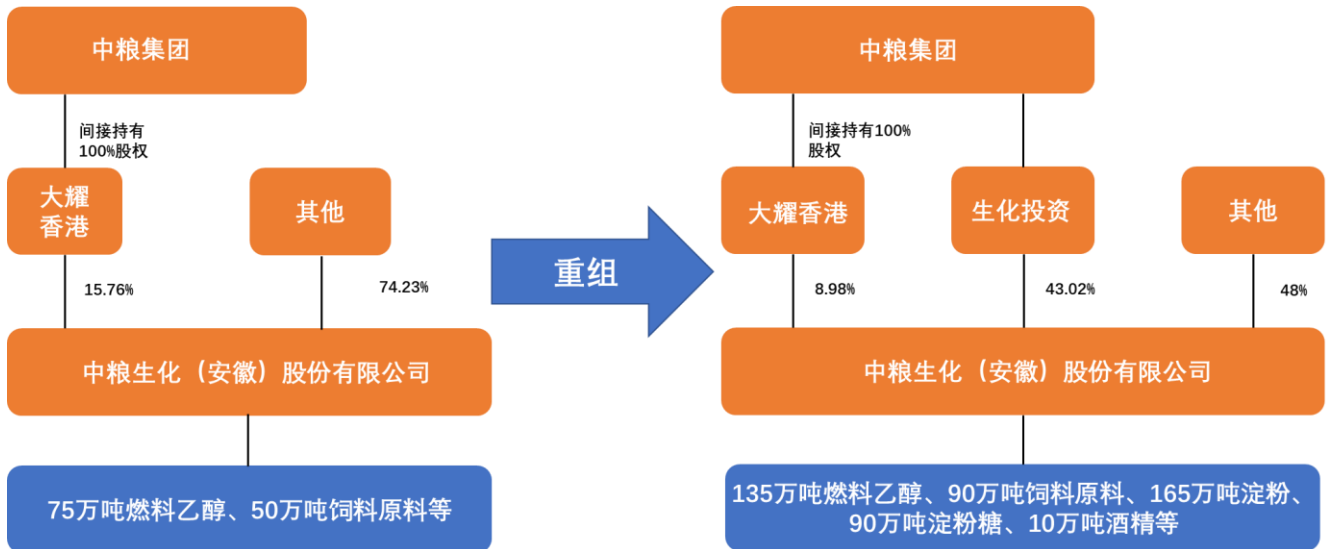 中粮集团
间接持有
100%股权
大耀
香港
其他
15.76%
74.23%
中粮生化（安徽）股份有限公司
75万吨燃料乙醇、50万吨饲料原料等
重组
中粮集团
间接持有100%
股权
大耀香港
生化投资
其他
8.98%
43.02%
48%
中粮生化（安徽）股份有限公司
135万吨燃料乙醇、90万吨饲料原料、165万吨淀粉、
90万吨淀粉糖、10万吨酒精等